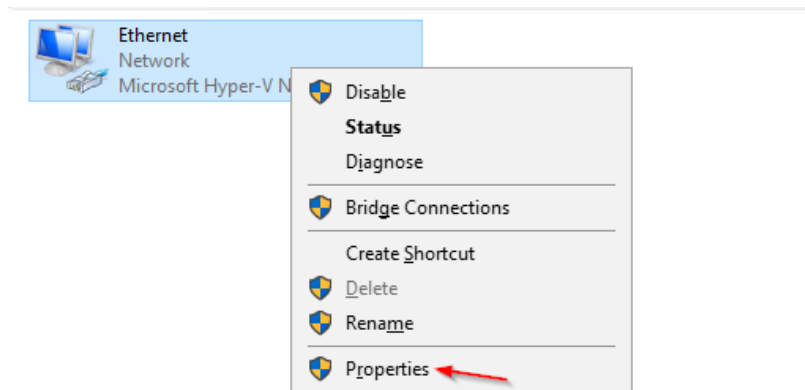 Ethernet
Network
Microsoft Hyper-V N
Disable
Status
Diagnose
Bridge Connections
Create Shortcut
Delete
Rename
Properties